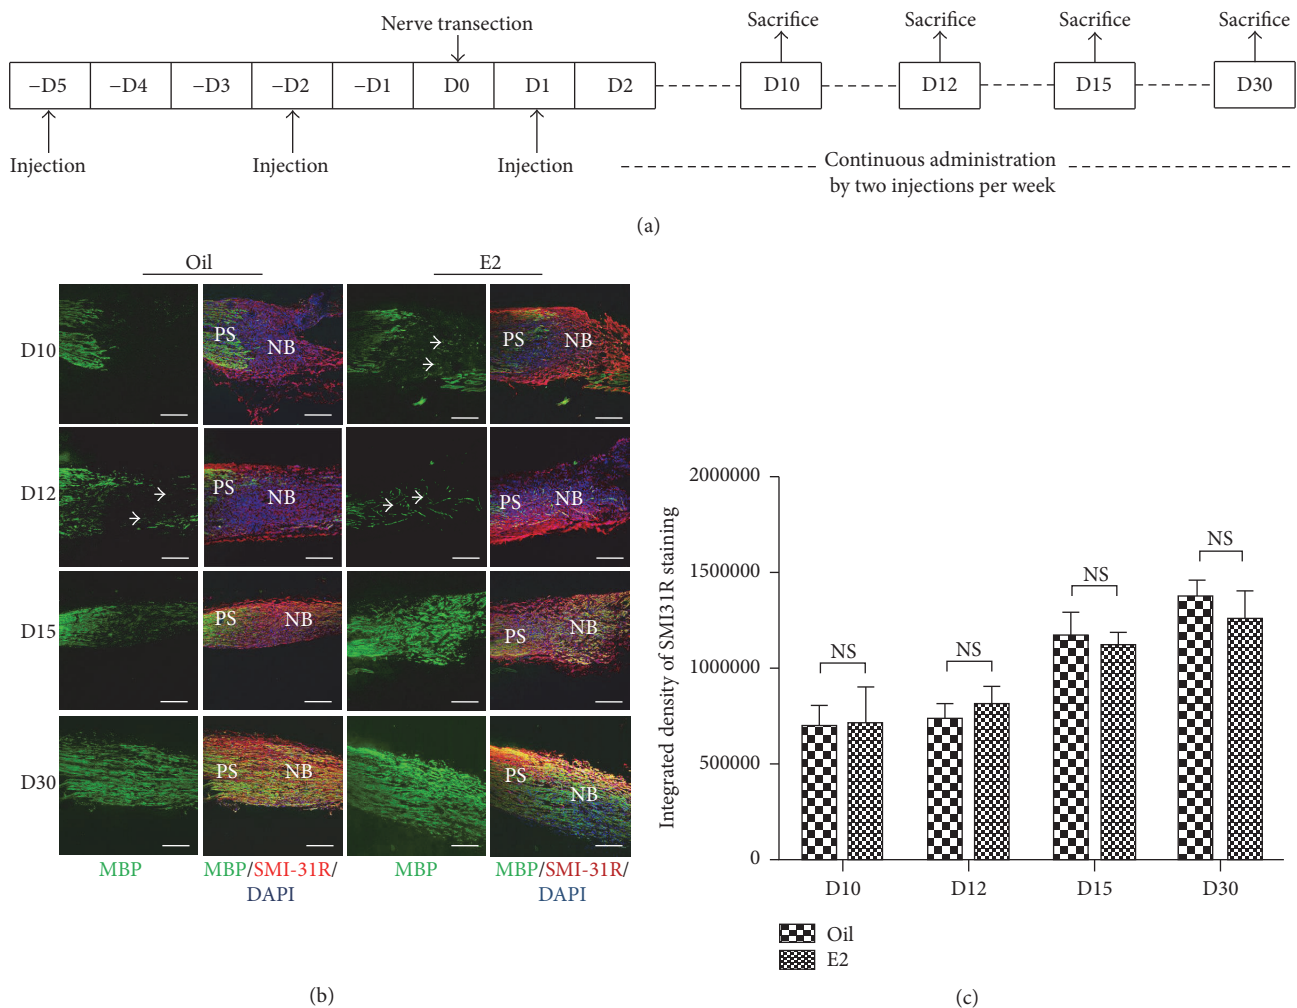 Nerve transection
Sacrifice Sacrifice Sacrifice Sacrifice
−D5 −D4 −D3 −D2 −D1 D0 D1 D2 D10 D12 D15 D30
Injection Injection Injection
Continuous administration
by two injections per week
(a)
Oil E2
D10
PS NB PS NB
D12
PS NB PS NB
D15
PS NB PS NB
D30
PS NB PS NB
MBP MBP/SMI-31R/ MBP MBP/SMI-31R/
DAPI DAPI
(b)
Integrated density of SMI31R staining
2000000
1500000
1000000
500000
0
NS NS NS NS
D10 D12 D15 D30
Oil
E2
(c)